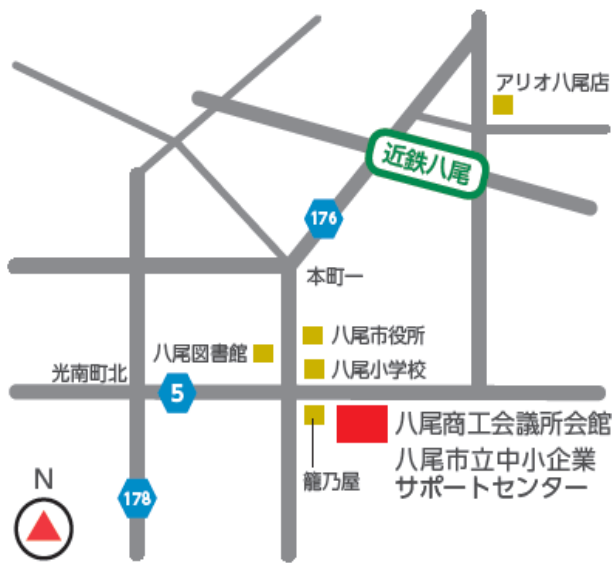 アリオ八尾店
近鉄八尾
176
本町一
八尾市役所
八尾図書館
八尾小学校
光南町北
5
八尾商工会議所会館
八尾市立中小企業
サポートセンター
籠乃屋
N
178